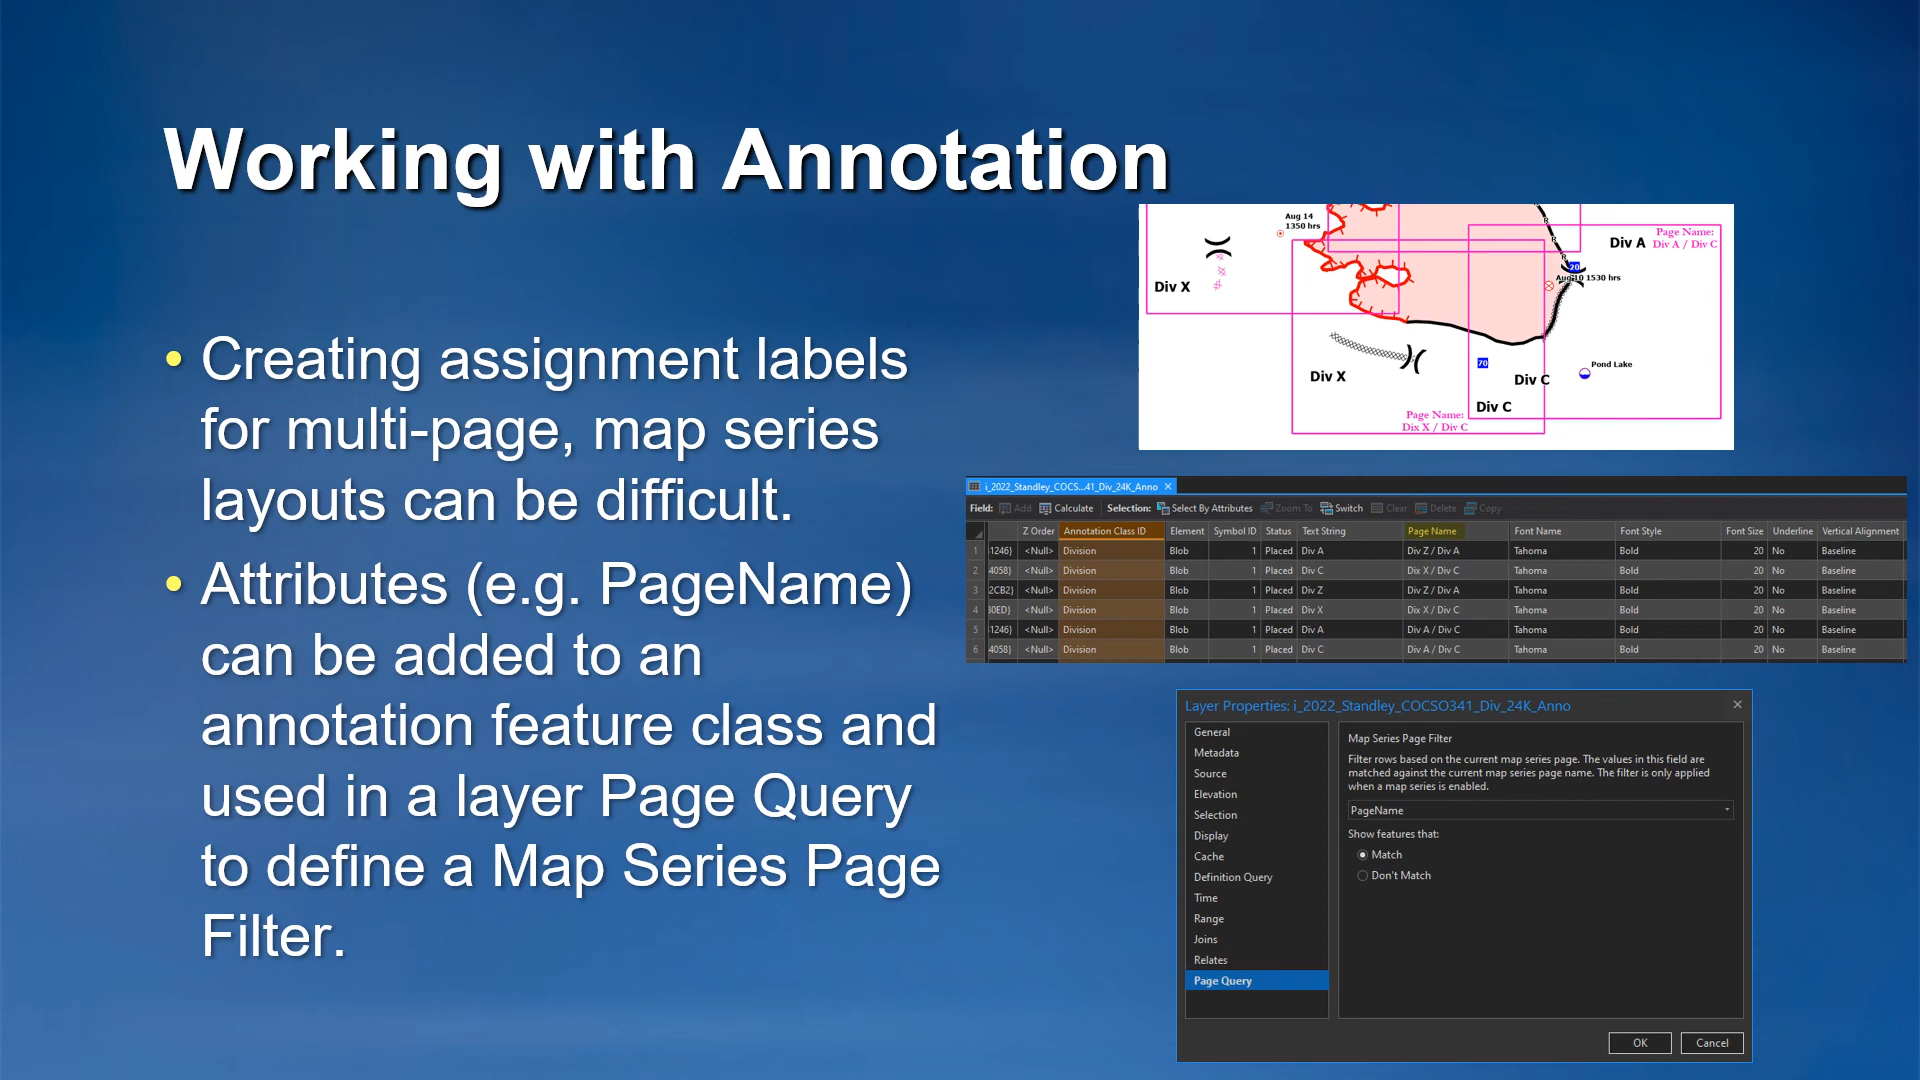 Working with Annotation
• Creating assignment labels
for multi-page, map series
layouts can be difficult.
• Attributes (e.g. PageName)
can be added to an
annotation feature class and
used in a layer Page Query
to define a Map Series Page
Filter.
Aug 14
1350 hrs
Div X
Div A
Page Name:
Div A / Div C
R
R
R
20
Aug 10 1530 hrs
Div X
70
Div C
Pond Lake
Div C
Page Name:
Dix X / Div C
i_2022_Standley_COCS...41_Div_24K_Anno ×
Field: Add Calculate Selection: Select By Attributes Zoom To Switch Clear Delete Copy
Z Order Annotation Class ID Element Symbol ID Status Text String Page Name Font Name Font Style Font Size Underline Vertical Alignment
1 1246} <Null> Division Blob 1 Placed Div A Div Z / Div A Tahoma Bold 20 No Baseline
2 4058} <Null> Division Blob 1 Placed Div C Dix X / Div C Tahoma Bold 20 No Baseline
3 2CB2} <Null> Division Blob 1 Placed Div Z Div Z / Div A Tahoma Bold 20 No Baseline
4 30ED} <Null> Division Blob 1 Placed Div X Dix X / Div C Tahoma Bold 20 No Baseline
5 1246} <Null> Division Blob 1 Placed Div A Div A / Div C Tahoma Bold 20 No Baseline
6 4058} <Null> Division Blob 1 Placed Div C Div A / Div C Tahoma Bold 20 No Baseline
Layer Properties: i_2022_Standley_COCSO341_Div_24K_Anno ×
General
Metadata
Source
Elevation
Selection
Display
Cache
Definition Query
Time
Range
Joins
Relates
Page Query
Map Series Page Filter
Filter rows based on the current map series page. The values in this field are
matched against the current map series page name. The filter is only applied
when a map series is enabled.
PageName
Show features that:
Match
Don't Match
OK Cancel